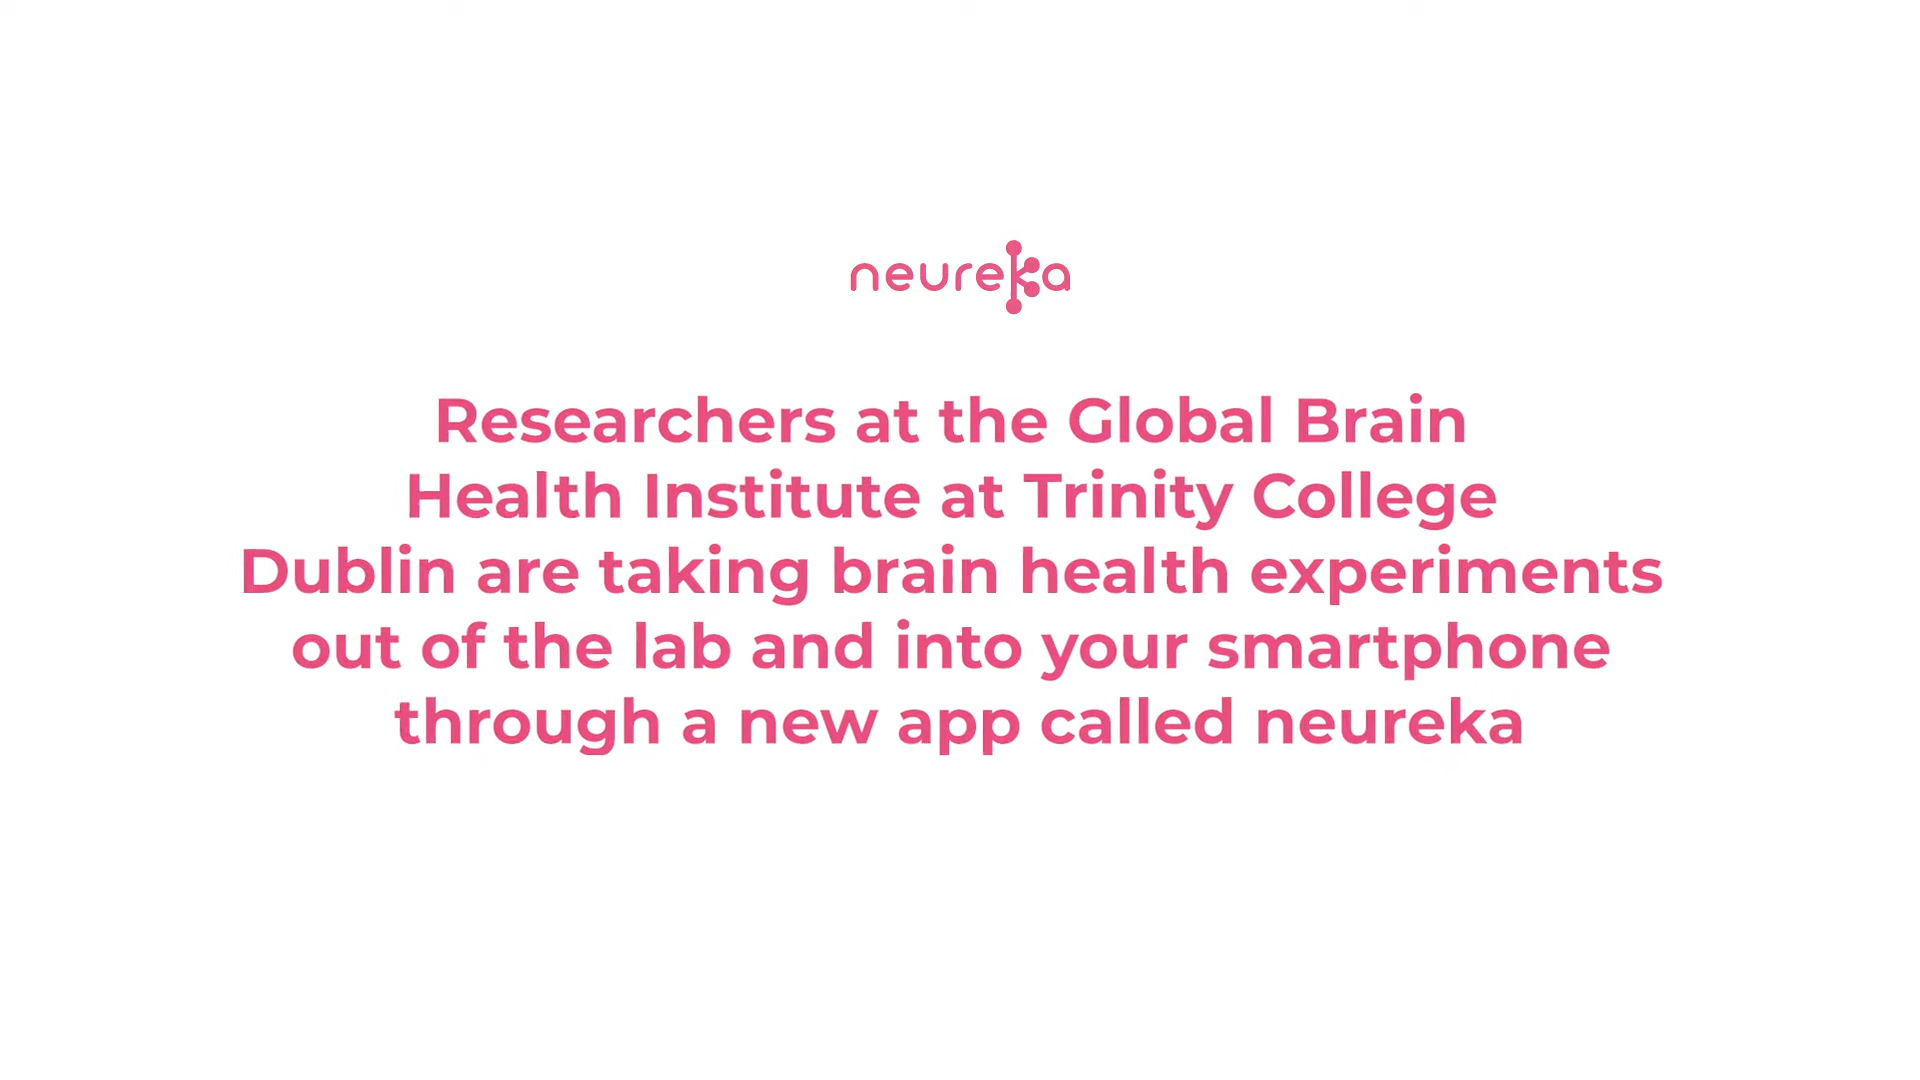 neureka
Researchers at the Global Brain
Health Institute at Trinity College
Dublin are taking brain health experiments
out of the lab and into your smartphone
through a new app called neureka